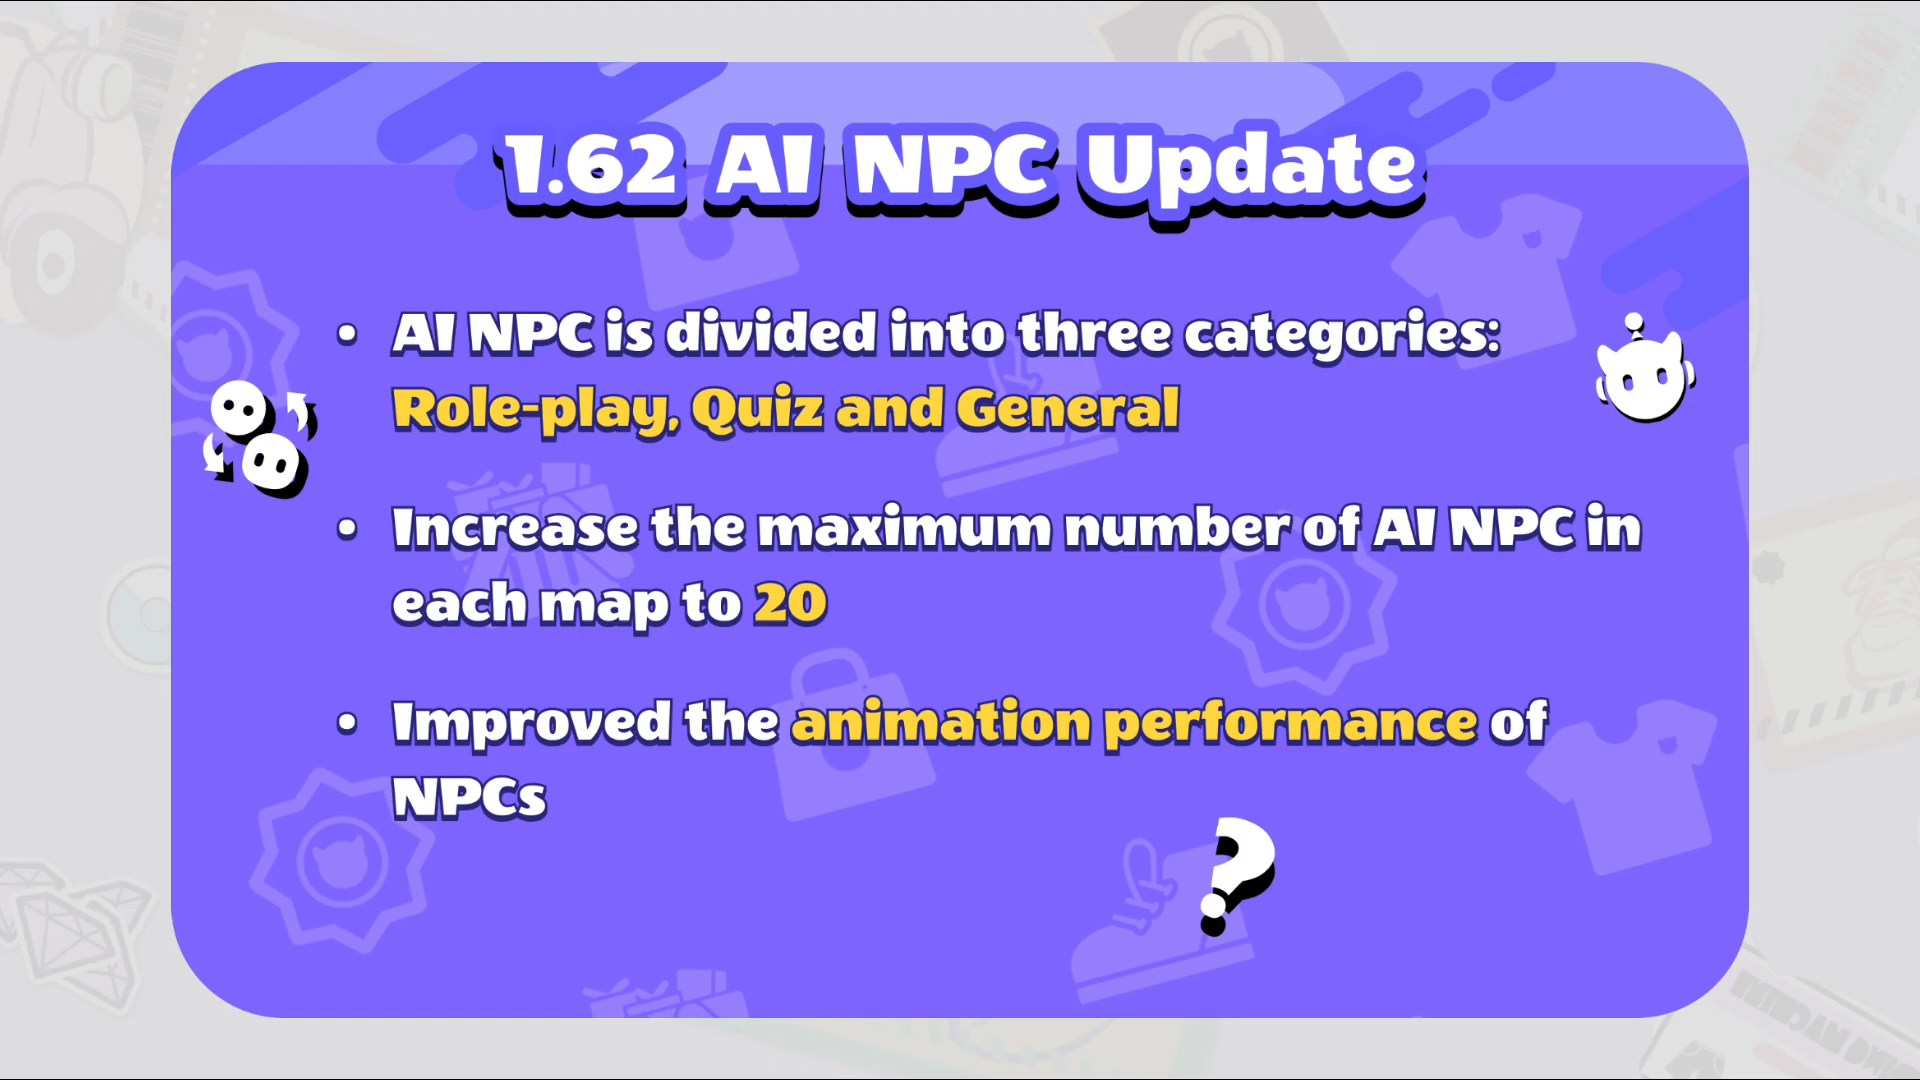 1.62 AI NPC Update
• AI NPC is divided into three categories:
Role-play, Quiz and General
• Increase the maximum number of AI NPC in
each map to 20
• Improved the animation performance of
NPCs
?